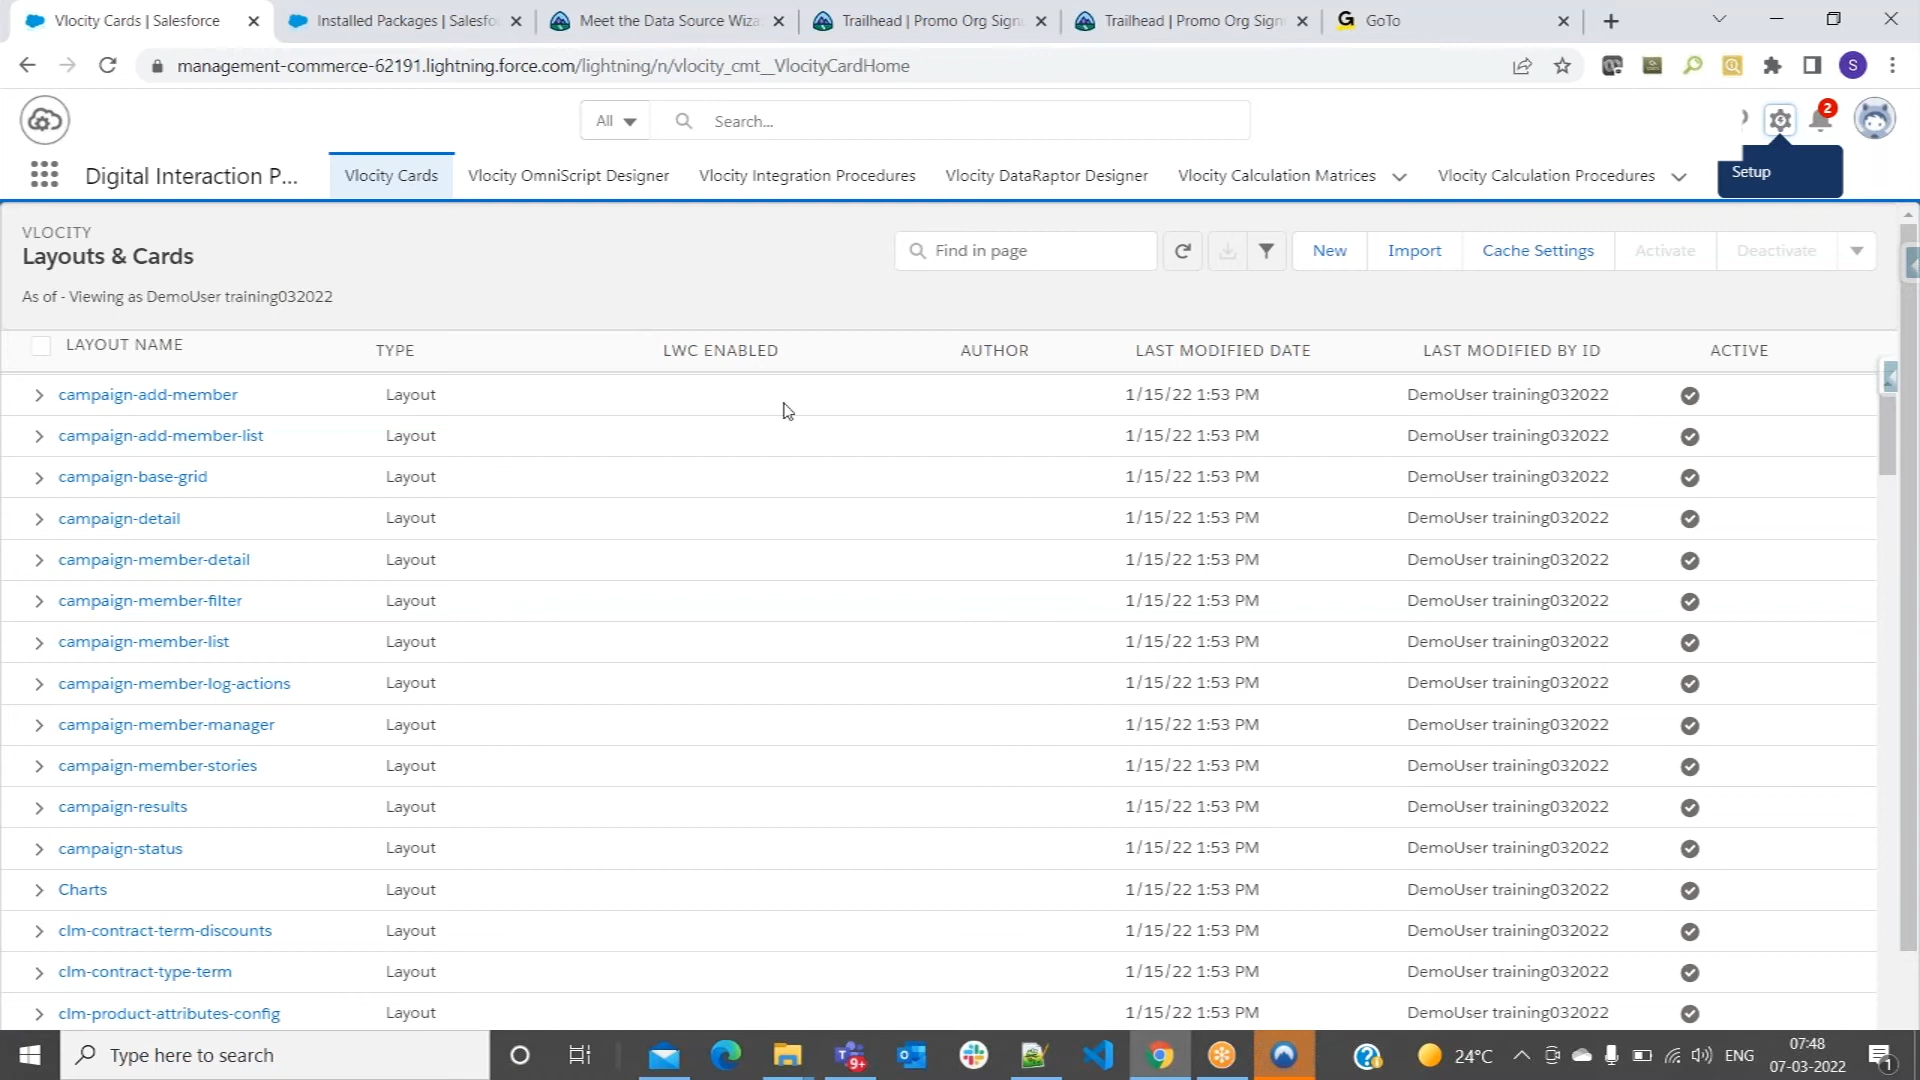 Vlocity Cards | Salesforce
Installed Packages | Salesfo
Meet the Data Source Wiza
Trailhead | Promo Org Sign
Trailhead | Promo Org Sign
GoTo
management-commerce-62191.lightning.force.com/lightning/n/vlocity_cmt__VlocityCardHome
S
All
Search...
2
Digital Interaction P...
Vlocity Cards
Vlocity OmniScript Designer
Vlocity Integration Procedures
Vlocity DataRaptor Designer
Vlocity Calculation Matrices
Vlocity Calculation Procedures
Setup
VLOCITY
Layouts & Cards
As of - Viewing as DemoUser training032022
Find in page
New
Import
Cache Settings
Activate
Deactivate
LAYOUT NAME TYPE LWC ENABLED AUTHOR LAST MODIFIED DATE LAST MODIFIED BY ID ACTIVE
campaign-add-member Layout 1/15/22 1:53 PM DemoUser training032022
campaign-add-member-list Layout 1/15/22 1:53 PM DemoUser training032022
campaign-base-grid Layout 1/15/22 1:53 PM DemoUser training032022
campaign-detail Layout 1/15/22 1:53 PM DemoUser training032022
campaign-member-detail Layout 1/15/22 1:53 PM DemoUser training032022
campaign-member-filter Layout 1/15/22 1:53 PM DemoUser training032022
campaign-member-list Layout 1/15/22 1:53 PM DemoUser training032022
campaign-member-log-actions Layout 1/15/22 1:53 PM DemoUser training032022
campaign-member-manager Layout 1/15/22 1:53 PM DemoUser training032022
campaign-member-stories Layout 1/15/22 1:53 PM DemoUser training032022
campaign-results Layout 1/15/22 1:53 PM DemoUser training032022
campaign-status Layout 1/15/22 1:53 PM DemoUser training032022
Charts Layout 1/15/22 1:53 PM DemoUser training032022
clm-contract-term-discounts Layout 1/15/22 1:53 PM DemoUser training032022
clm-contract-type-term Layout 1/15/22 1:53 PM DemoUser training032022
clm-product-attributes-config Layout 1/15/22 1:53 PM DemoUser training032022
Type here to search
9+
24°C
ENG
07:48
07-03-2022
1